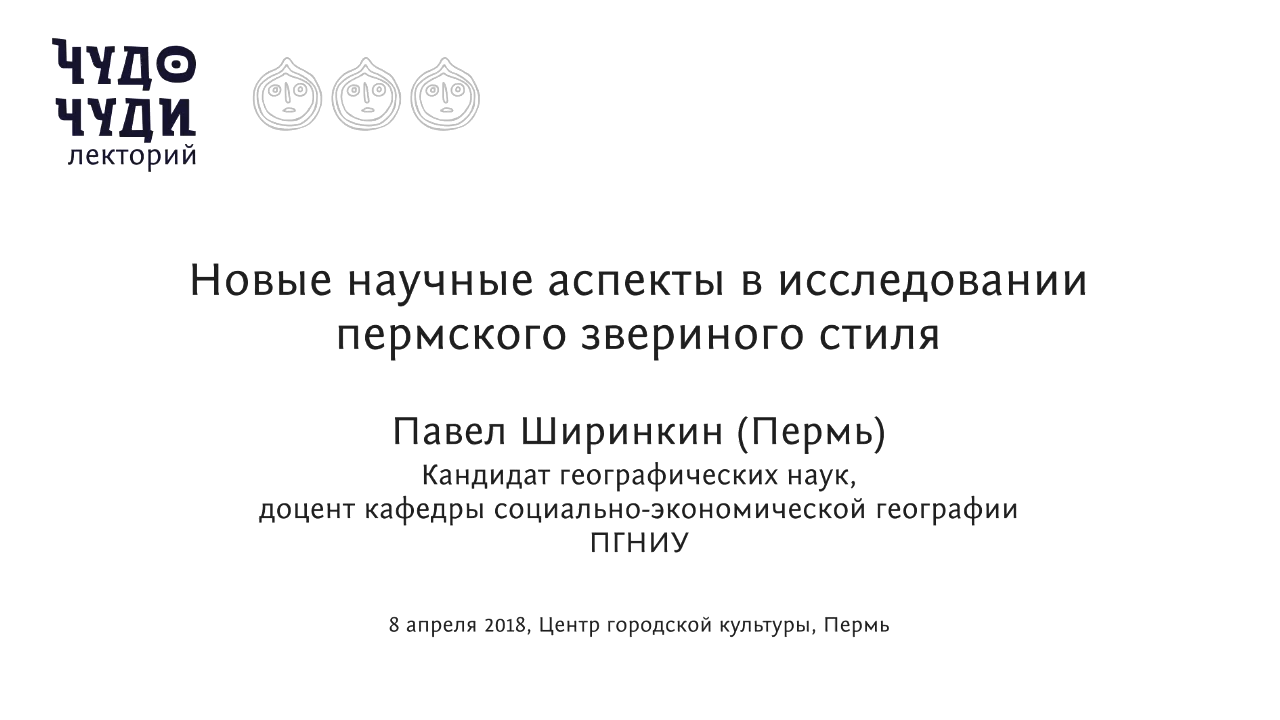 ЧУДО
ЧУДИ
лекторий
Новые научные аспекты в исследовании
пермского звериного стиля
Павел Ширинкин (Пермь)
Кандидат географических наук,
доцент кафедры социально-экономической географии
ПГНИУ
8 апреля 2018, Центр городской культуры, Пермь